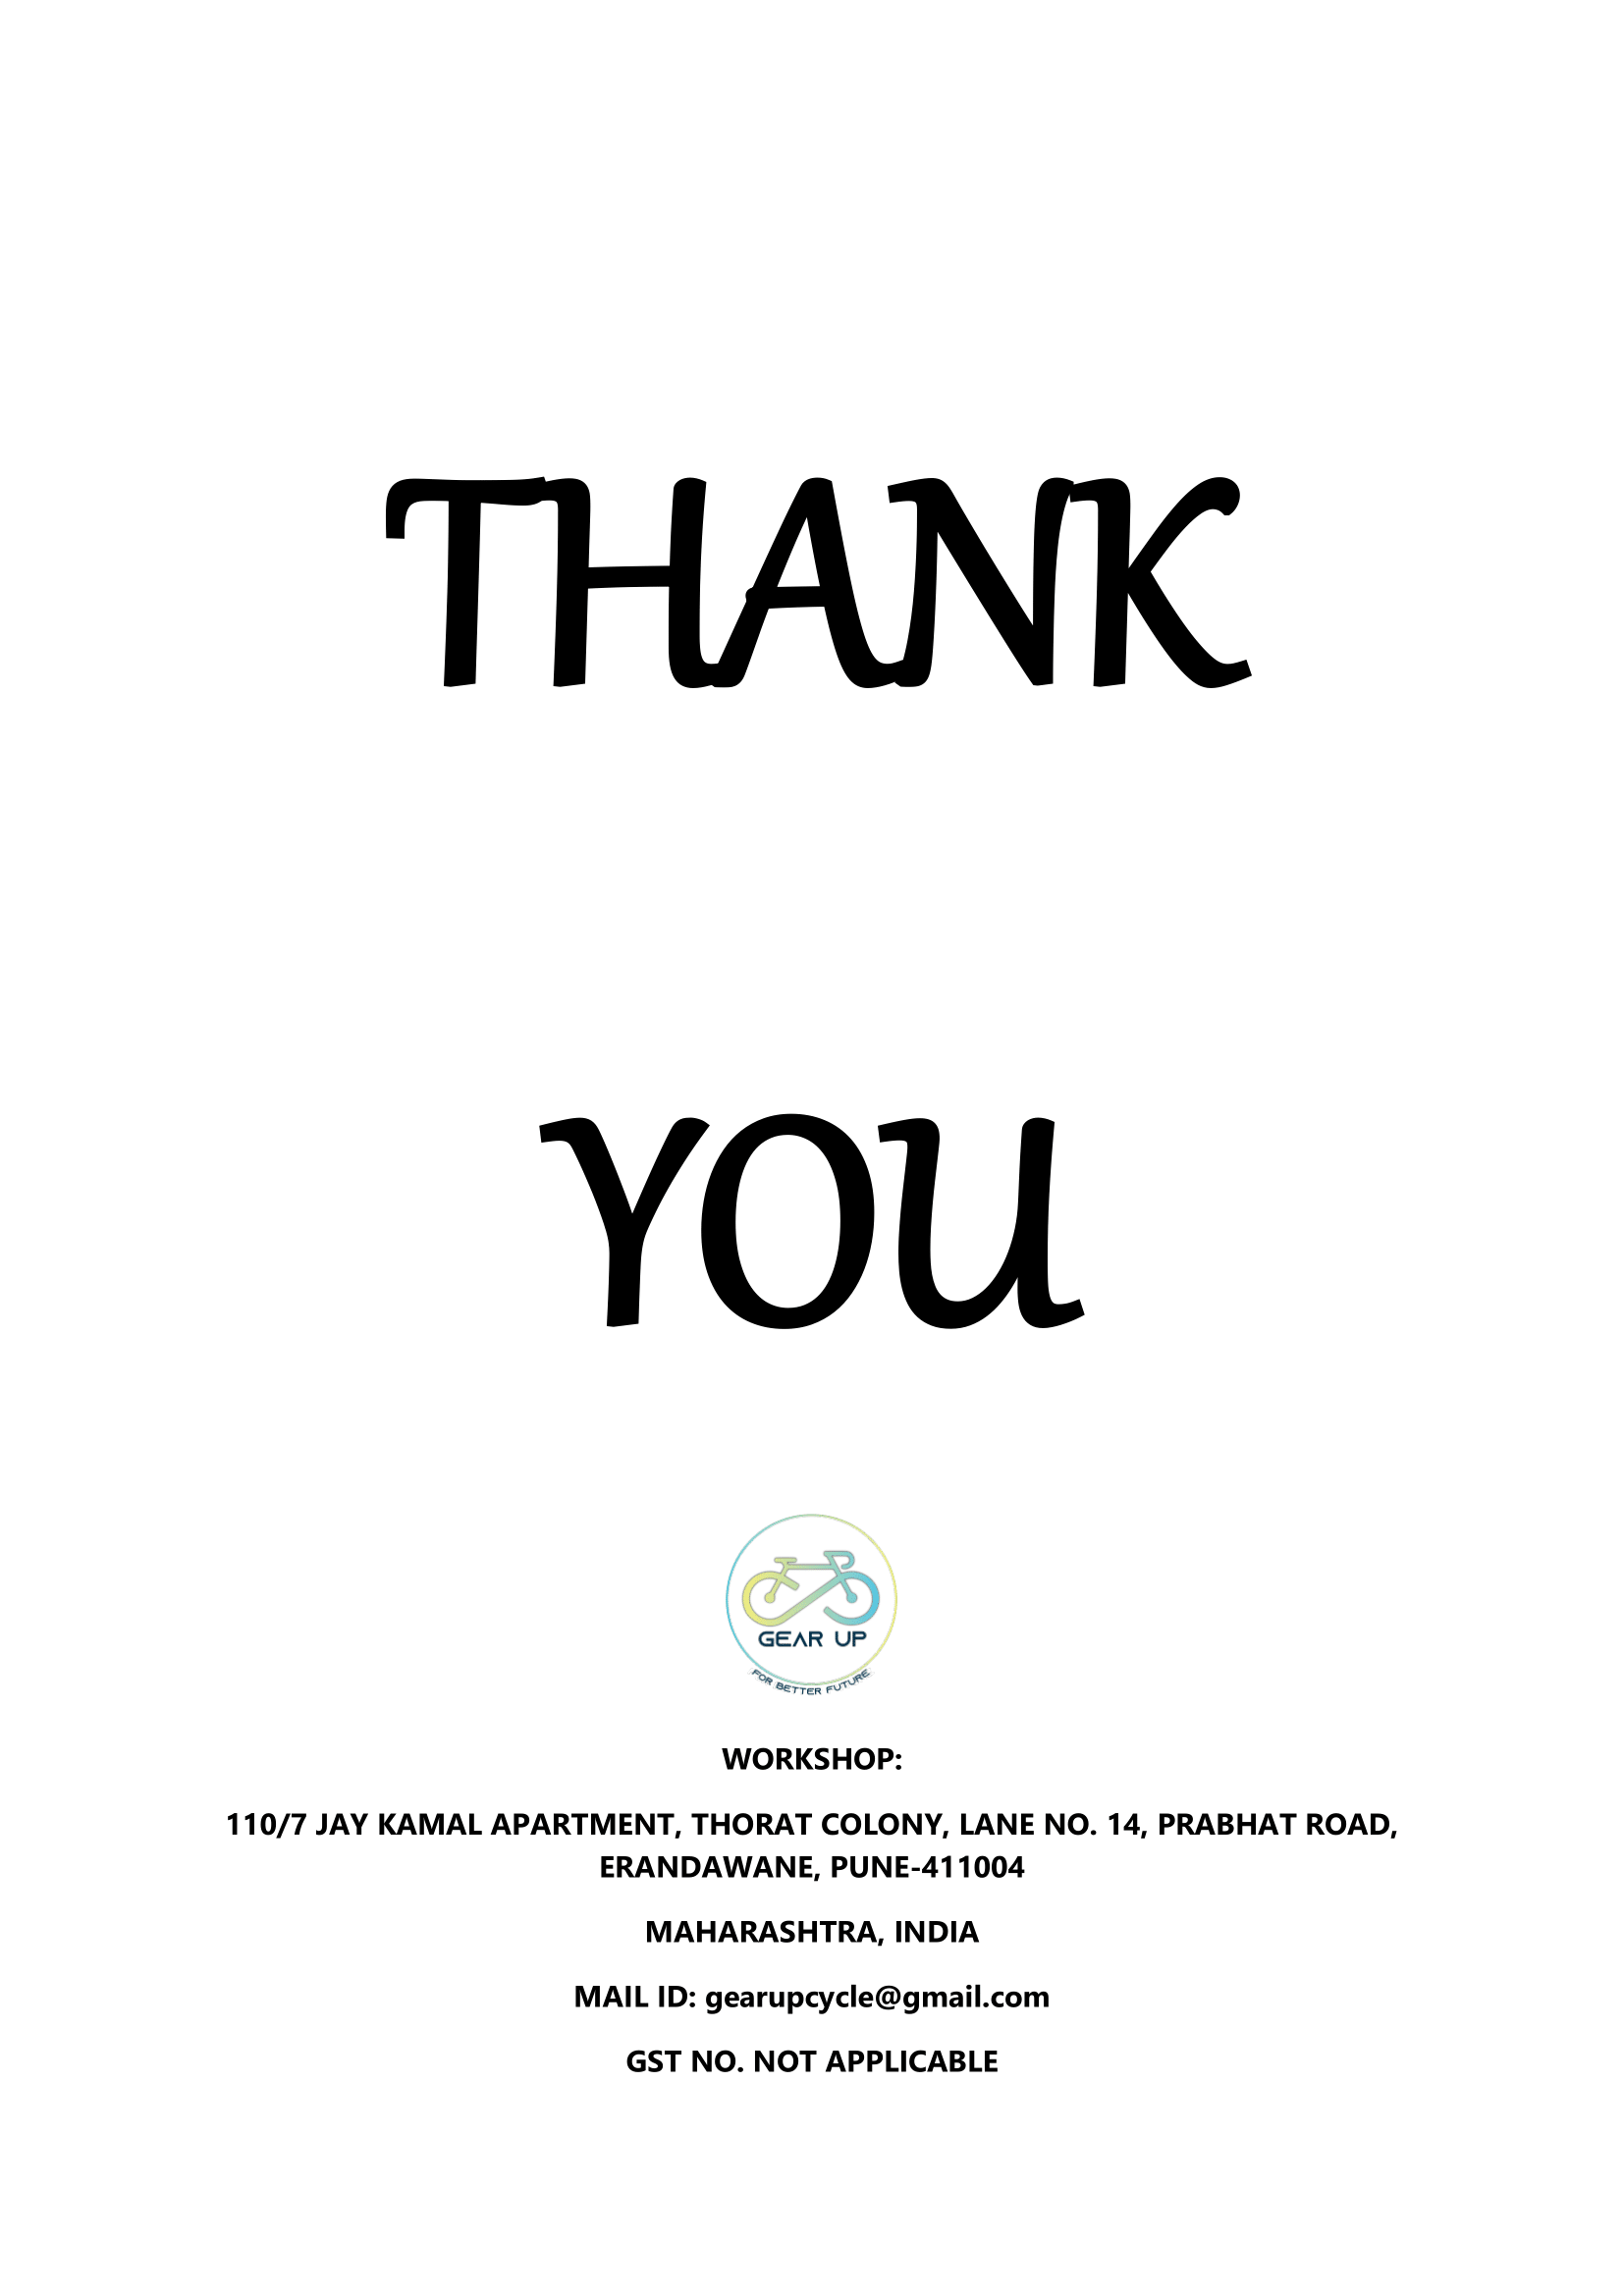 THANK
YOU
GEAR UP
FOR BETTER FUTURE
WORKSHOP:
110/7 JAY KAMAL APARTMENT, THORAT COLONY, LANE NO. 14, PRABHAT ROAD,
ERANDAWANE, PUNE-411004
MAHARASHTRA, INDIA
MAIL ID: gearupcycle@gmail.com
GST NO. NOT APPLICABLE